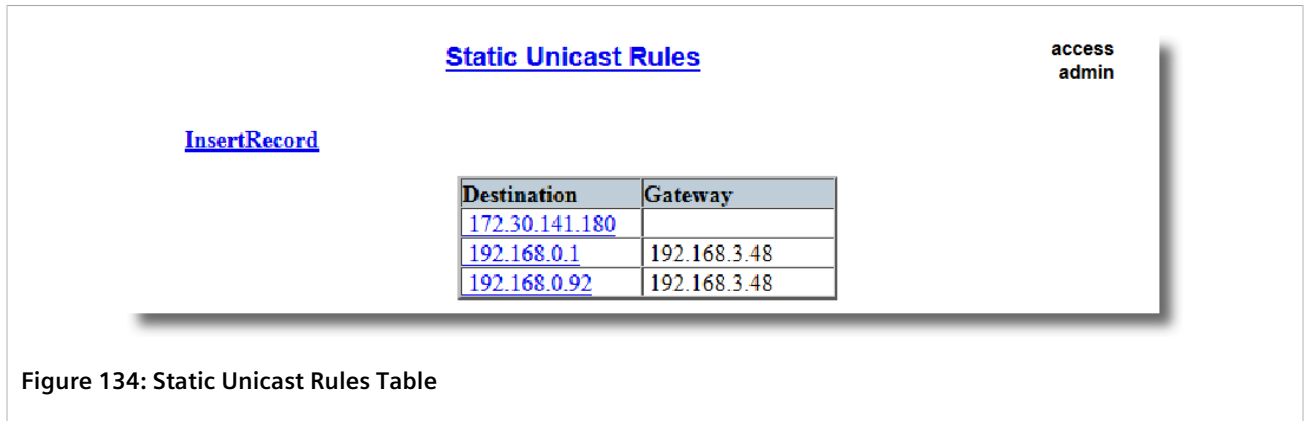 Static Unicast Rules
access
admin
InsertRecord
Destination Gateway
172.30.141.180
192.168.0.1 192.168.3.48
192.168.0.92 192.168.3.48
Figure 134: Static Unicast Rules Table